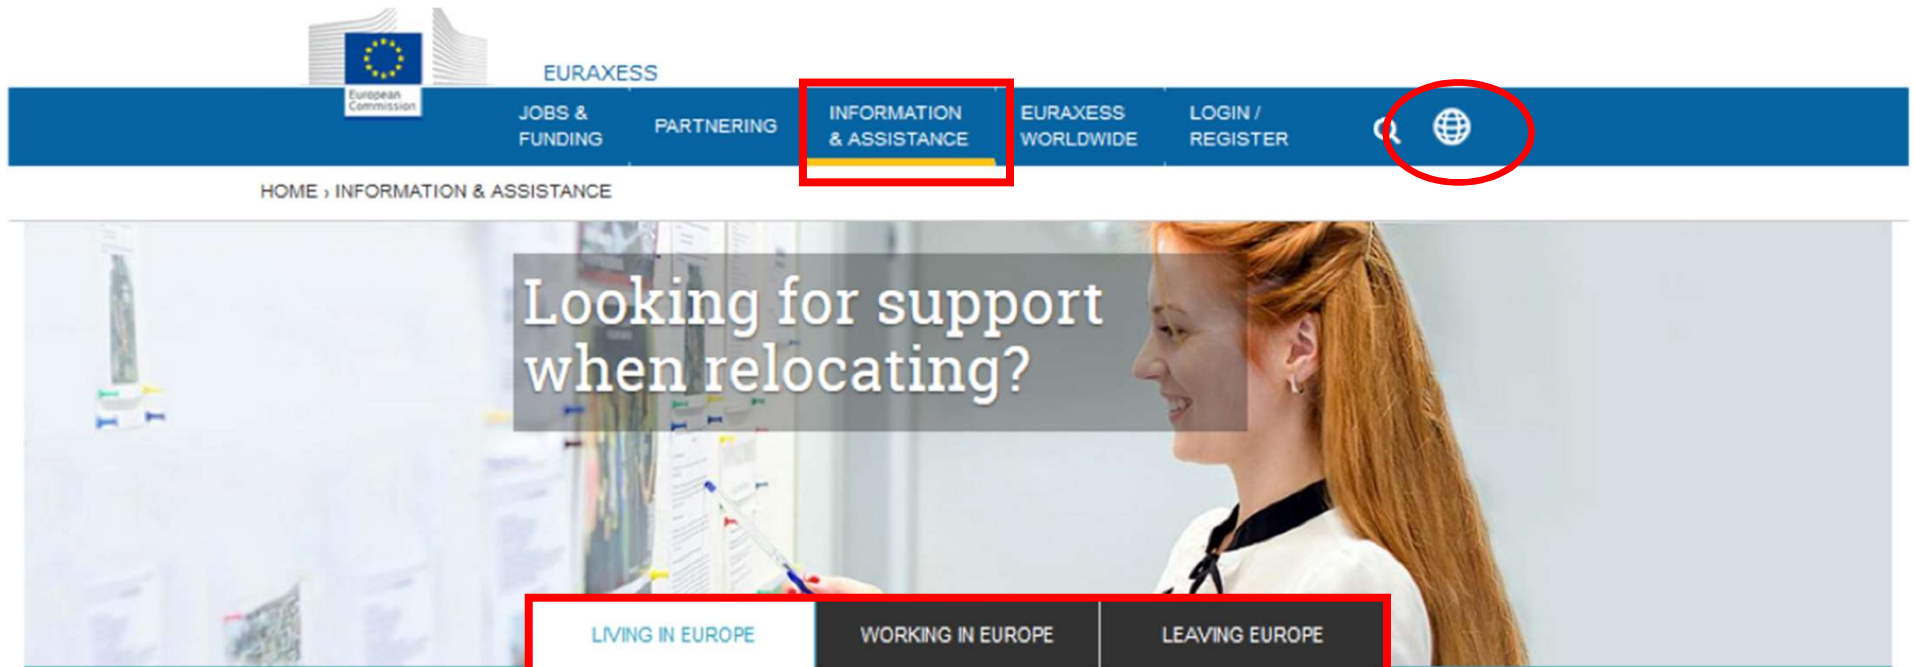 European
Commission
EURAXESS
JOBS &
FUNDING
PARTNERING
INFORMATION
& ASSISTANCE
EURAXESS
WORLDWIDE
LOGIN /
REGISTER
HOME › INFORMATION & ASSISTANCE
Looking for support
when relocating?
LIVING IN EUROPE
WORKING IN EUROPE
LEAVING EUROPE